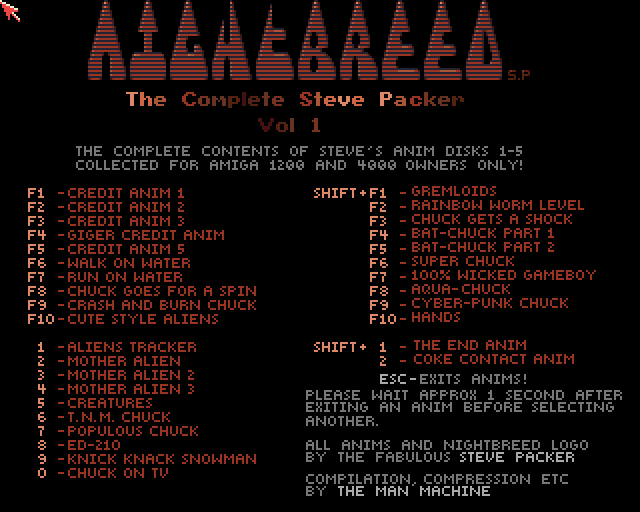 NIGHTBREED
S.P
The Complete Steve Packer
Vol 1
THE COMPLETE CONTENTS OF STEVE'S ANIM DISKS 1-5
COLLECTED FOR AMIGA 1200 AND 4000 OWNERS ONLY!
F1 -CREDIT ANIM 1
F2 -CREDIT ANIM 2
F3 -CREDIT ANIM 3
F4 -GIGER CREDIT ANIM
F5 -CREDIT ANIM 5
F6 -WALK ON WATER
F7 -RUN ON WATER
F8 -CHUCK GOES FOR A SPIN
F9 -CRASH AND BURN CHUCK
F10-CUTE STYLE ALIENS
1 -ALIENS TRACKER
2 -MOTHER ALIEN
3 -MOTHER ALIEN 2
4 -MOTHER ALIEN 3
5 -CREATURES
6 -T.N.M. CHUCK
7 -POPULOUS CHUCK
8 -ED-210
9 -KNICK KNACK SNOWMAN
0 -CHUCK ON TV
SHIFT+F1 -GREMLOIDS
F2 -RAINBOW WORM LEVEL
F3 -CHUCK GETS A SHOCK
F4 -BAT-CHUCK PART 1
F5 -BAT-CHUCK PART 2
F6 -SUPER CHUCK
F7 -100% WICKED GAMEBOY
F8 -AQUA-CHUCK
F9 -CYBER-PUNK CHUCK
F10 -HANDS
SHIFT+ 1 - THE END ANIM
2 - COKE CONTACT ANIM
ESC-EXITS ANIMS!
PLEASE WAIT APPROX 1 SECOND AFTER
EXITING AN ANIM BEFORE SELECTING
ANOTHER.
ALL ANIMS AND NIGHTBREED LOGO
BY THE FABULOUS STEVE PACKER
COMPILATION, COMPRESSION ETC
BY THE MAN MACHINE